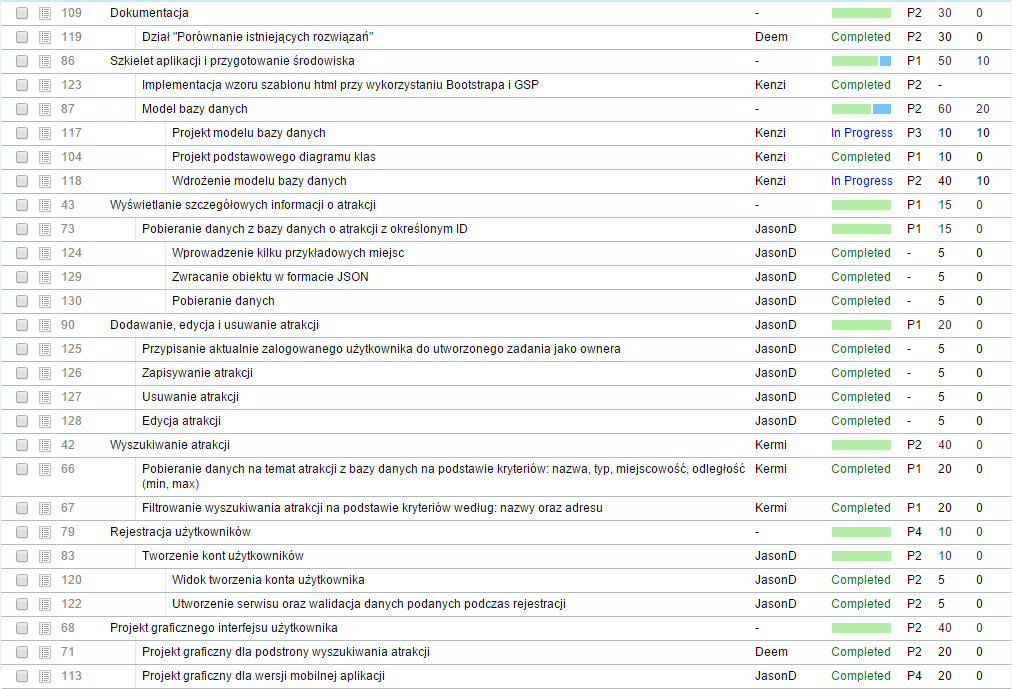 109 Dokumentacja - P2 30 0
119 Dział "Porównanie istniejących rozwiązań" Deem Completed P2 30 0
86 Szkielet aplikacji i przygotowanie środowiska - P1 50 10
123 Implementacja wzoru szablonu html przy wykorzystaniu Bootstrapa i GSP Kenzi Completed P2 -
87 Model bazy danych - P2 60 20
117 Projekt modelu bazy danych Kenzi In Progress P3 10 10
104 Projekt podstawowego diagramu klas Kenzi Completed P1 10 0
118 Wdrożenie modelu bazy danych Kenzi In Progress P2 40 10
43 Wyświetlanie szczegółowych informacji o atrakcji - P1 15 0
73 Pobieranie danych z bazy danych o atrakcji z określonym ID JasonD P1 15 0
124 Wprowadzenie kilku przykładowych miejsc JasonD Completed - 5 0
129 Zwracanie obiektu w formacie JSON JasonD Completed - 5 0
130 Pobieranie danych JasonD Completed - 5 0
90 Dodawanie, edycja i usuwanie atrakcji JasonD P1 20 0
125 Przypisanie aktualnie zalogowanego użytkownika do utworzonego zadania jako ownera JasonD Completed - 5 0
126 Zapisywanie atrakcji JasonD Completed - 5 0
127 Usuwanie atrakcji JasonD Completed - 5 0
128 Edycja atrakcji JasonD Completed - 5 0
42 Wyszukiwanie atrakcji Kermi P2 40 0
66 Pobieranie danych na temat atrakcji z bazy danych na podstawie kryteriów: nazwa, typ, miejscowość, odległość Kermi Completed P1 20 0
(min, max)
67 Filtrowanie wyszukiwania atrakcji na podstawie kryteriów według: nazwy oraz adresu Kermi Completed P1 20 0
79 Rejestracja użytkowników - P4 10 0
83 Tworzenie kont użytkowników JasonD P2 10 0
120 Widok tworzenia konta użytkownika JasonD Completed P2 5 0
122 Utworzenie serwisu oraz walidacja danych podanych podczas rejestracji JasonD Completed P2 5 0
68 Projekt graficznego interfejsu użytkownika - P2 40 0
71 Projekt graficzny dla podstrony wyszukiwania atrakcji Deem Completed P2 20 0
113 Projekt graficzny dla wersji mobilnej aplikacji JasonD Completed P4 20 0